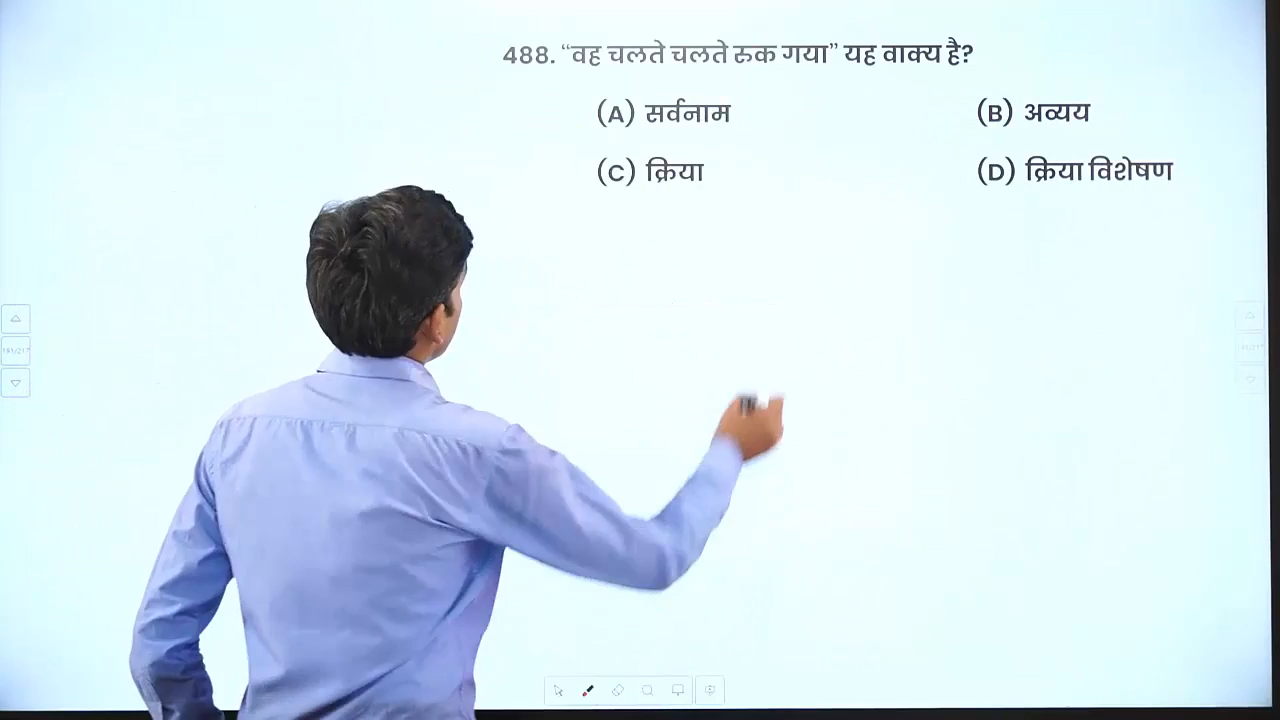 488. “वह चलते चलते रुक गया” यह वाक्य है?
(A) सर्वनाम (B) अव्यय
(C) क्रिया (D) क्रिया विशेषण